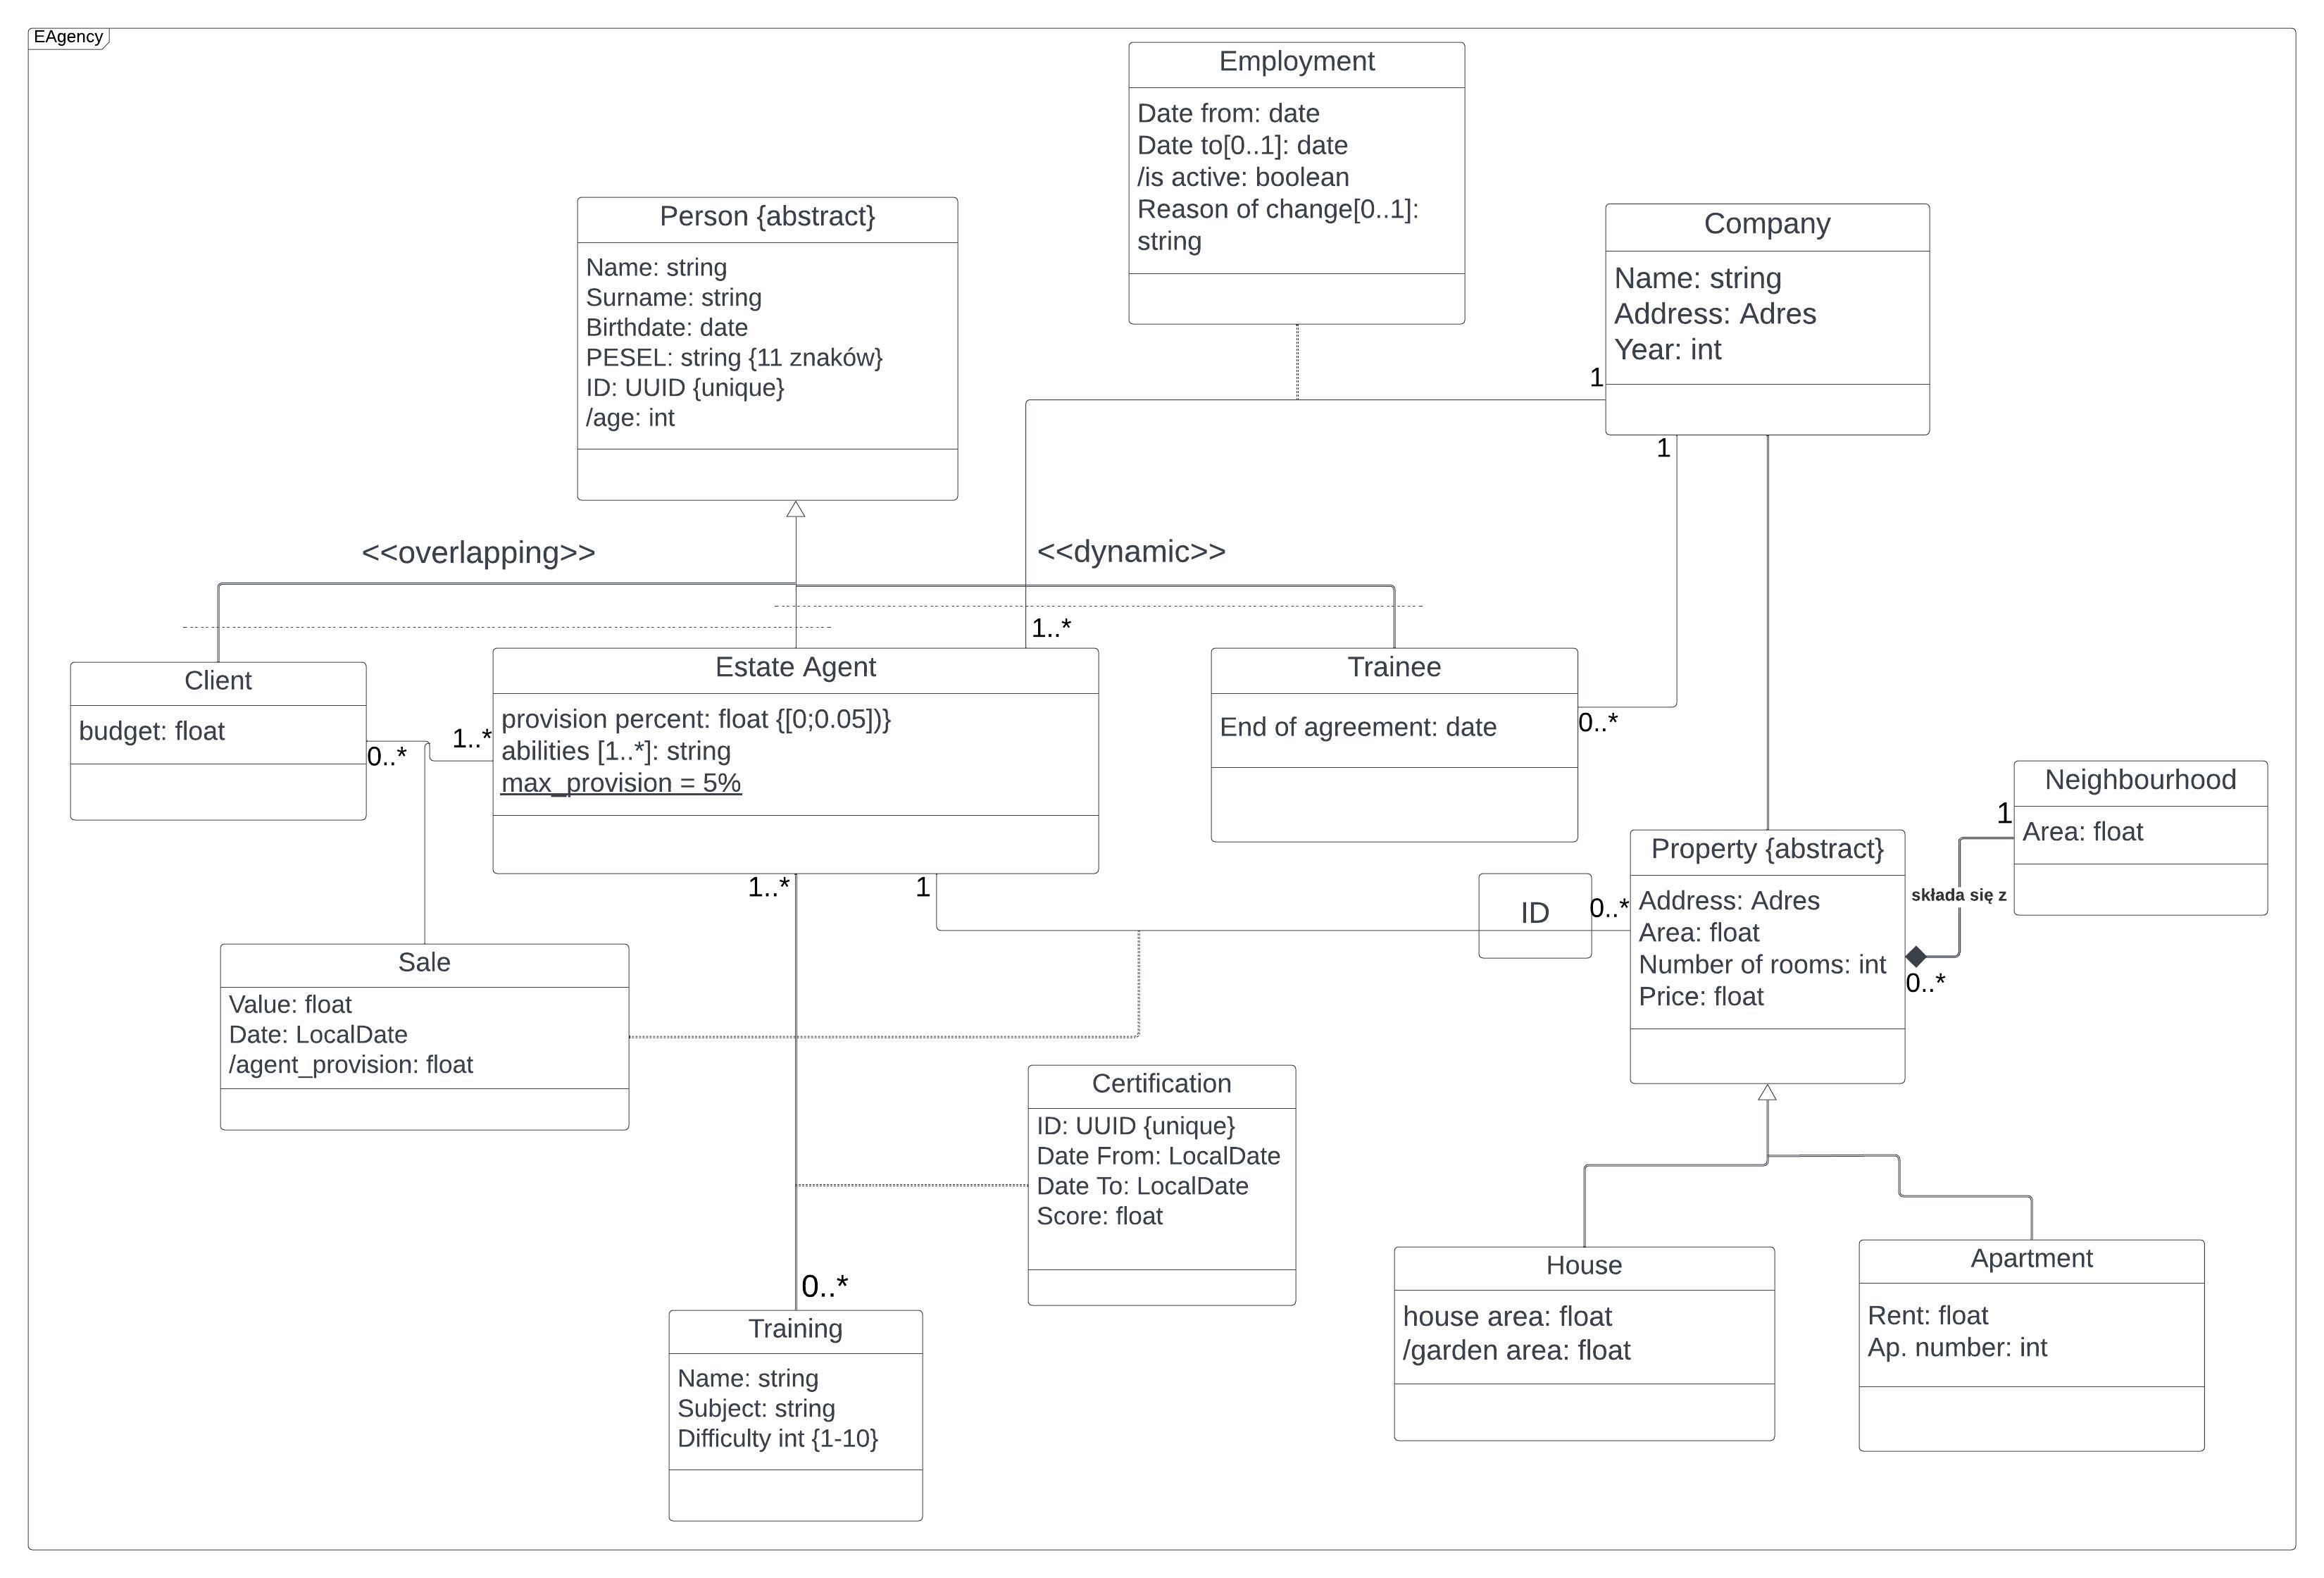 EAgency
Employment
Date from: date
Date to[0..1]: date
/is active: boolean
Reason of change[0..1]:
string
Person {abstract}
Name: string
Surname: string
Birthdate: date
PESEL: string {11 znaków}
ID: UUID {unique}
/age: int
Company
Name: string
Address: Adres
Year: int
1
1
<<overlapping>>
<<dynamic>>
1..*
Client
budget: float
0..*
1..*
Estate Agent
provision percent: float {[0;0.05])}
abilities [1..*]: string
max_provision = 5%
1..*
1
Trainee
End of agreement: date
0..*
Neighbourhood
Area: float
1
składa się z
0..*
Property {abstract}
Address: Adres
Area: float
Number of rooms: int
Price: float
ID
0..*
Sale
Value: float
Date: LocalDate
/agent_provision: float
Certification
ID: UUID {unique}
Date From: LocalDate
Date To: LocalDate
Score: float
0..*
Training
Name: string
Subject: string
Difficulty int {1-10}
House
house area: float
/garden area: float
Apartment
Rent: float
Ap. number: int